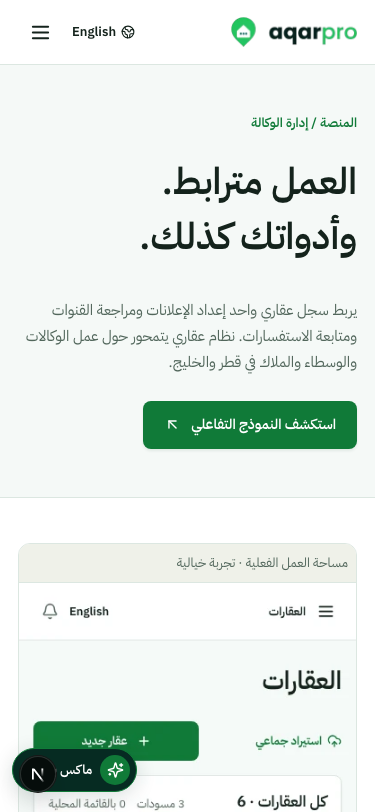 aqarpro
English
المنصة / إدارة الوكالة
العمل مترابط.
وأدواتك كذلك.
يربط سجل عقاري واحد إعداد الإعلانات ومراجعة القنوات
ومتابعة الاستفسارات. نظام عقاري يتمحور حول عمل الوكالات
والوسطاء والملاك في قطر والخليج.
استكشف النموذج التفاعلي
مساحة العمل الفعلية · تجربة خيالية
العقارات
English
العقارات
استيراد جماعي
عقار جديد
ماكس
N
كل العقارات · 6
3 مسودات
0 بالقائمة المحلية